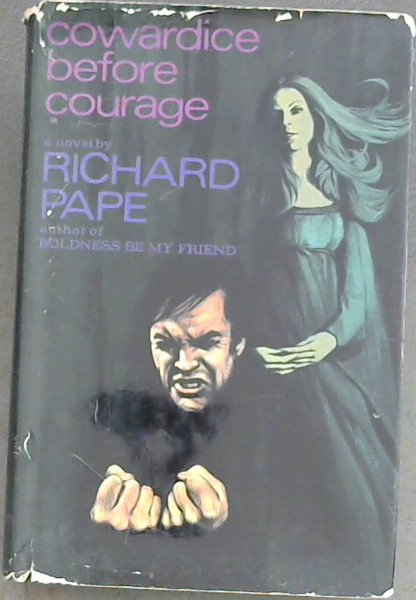 cowardice
before
courage
a novel by
RICHARD
PAPE
author of
'BOLDNESS BE MY FRIEND'